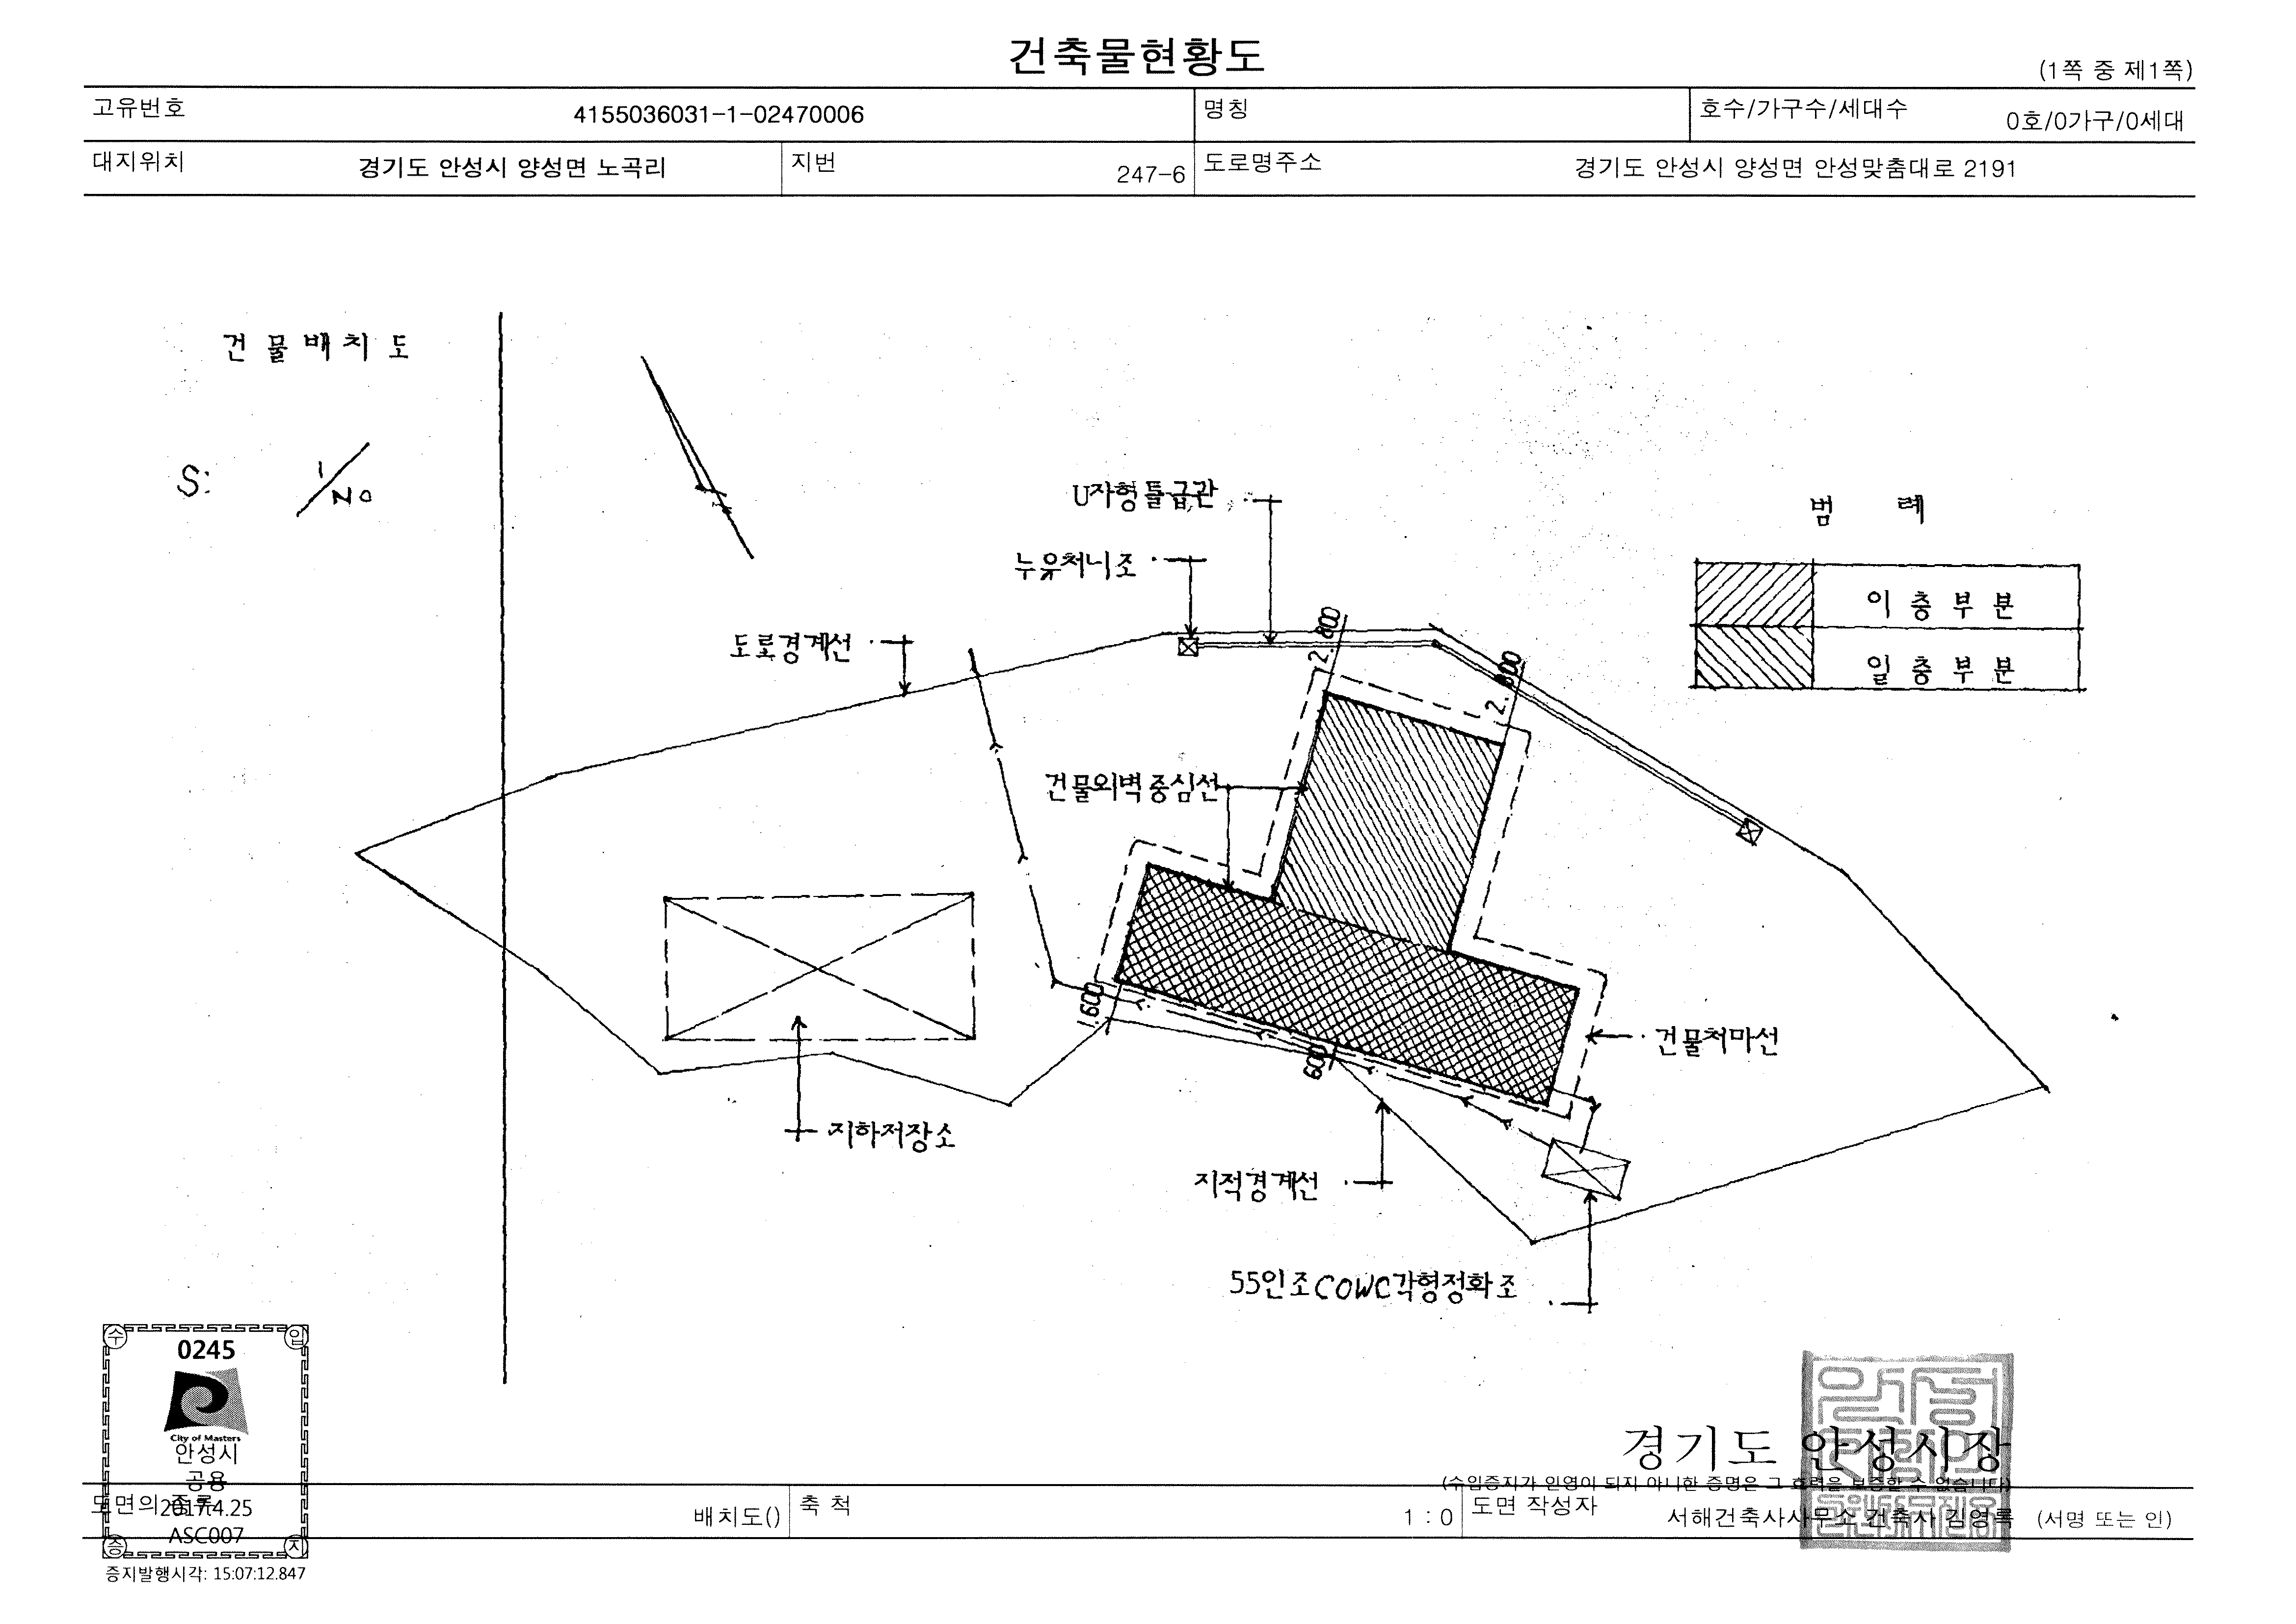 건축물현황도
(1쪽 중 제1쪽)
고유번호 4155036031-1-02470006 명칭 호수/가구수/세대수 0호/0가구/0세대
대지위치 경기도 안성시 양성면 노곡리 지번 247-6 도로명주소 경기도 안성시 양성면 안성맞춤대로 2191
건물배치도
S: 1/NO
U자형틀급관
누유처니조
도로경계선
범 례
이층부분
일층부분
2.800
2.800
건물외벽중심선
1.600
600
건물처마선
지하저장소
지적경계선
55인조COWC각형정화조
수 입
0245
City of Masters
안성시
공용
2017.4.25
ASC007
증 지
증지발행시각: 15:07:12.847
경기도 안성시장
(수입증지가 인영이 되지 아니한 증명은 그 효력을 보증할 수 없습니다)
도면의 종류 배치도() 축 척 1 : 0 도면 작성자 서해건축사사무소 건축사 김영록 (서명 또는 인)